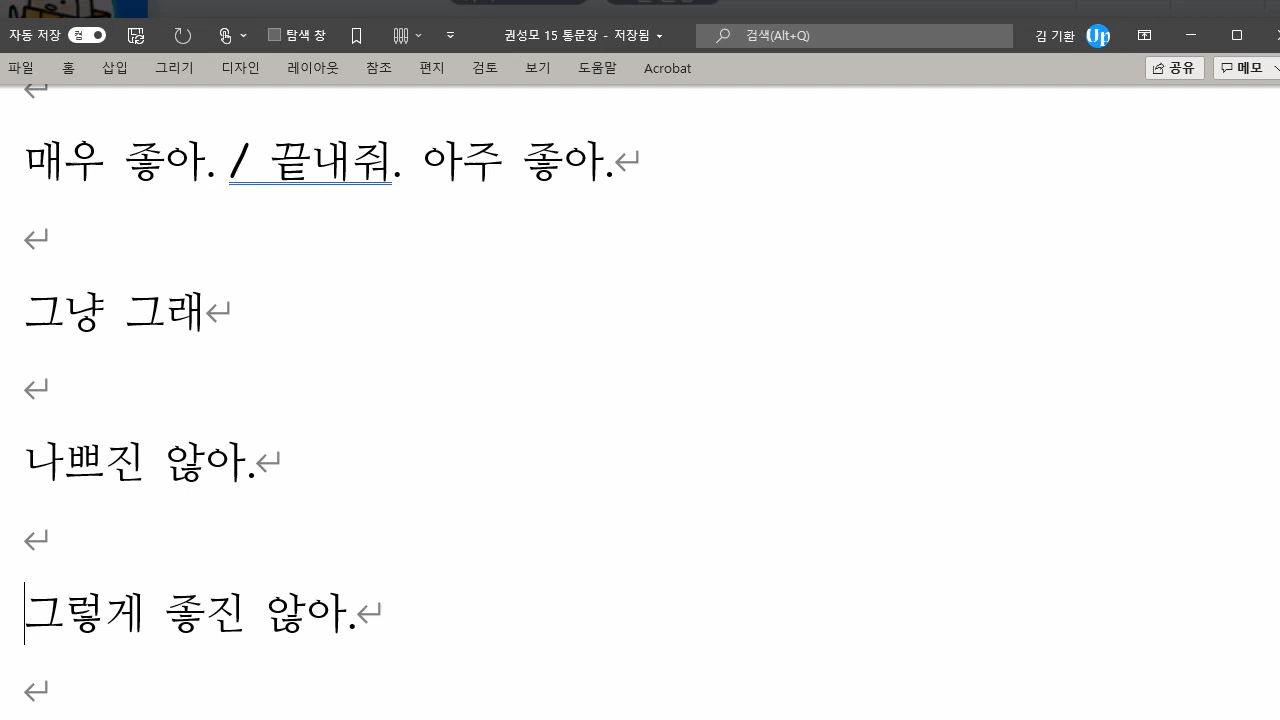 자동 저장 컴 탐색 창 권성모 15 통문장 - 저장됨 검색(Alt+Q) 김 기환 Up
파일 홈 삽입 그리기 디자인 레이아웃 참조 편지 검토 보기 도움말 Acrobat 공유 메모
매우 좋아. / 끝내줘. 아주 좋아.
그냥 그래
나쁘진 않아.
그렇게 좋진 않아.